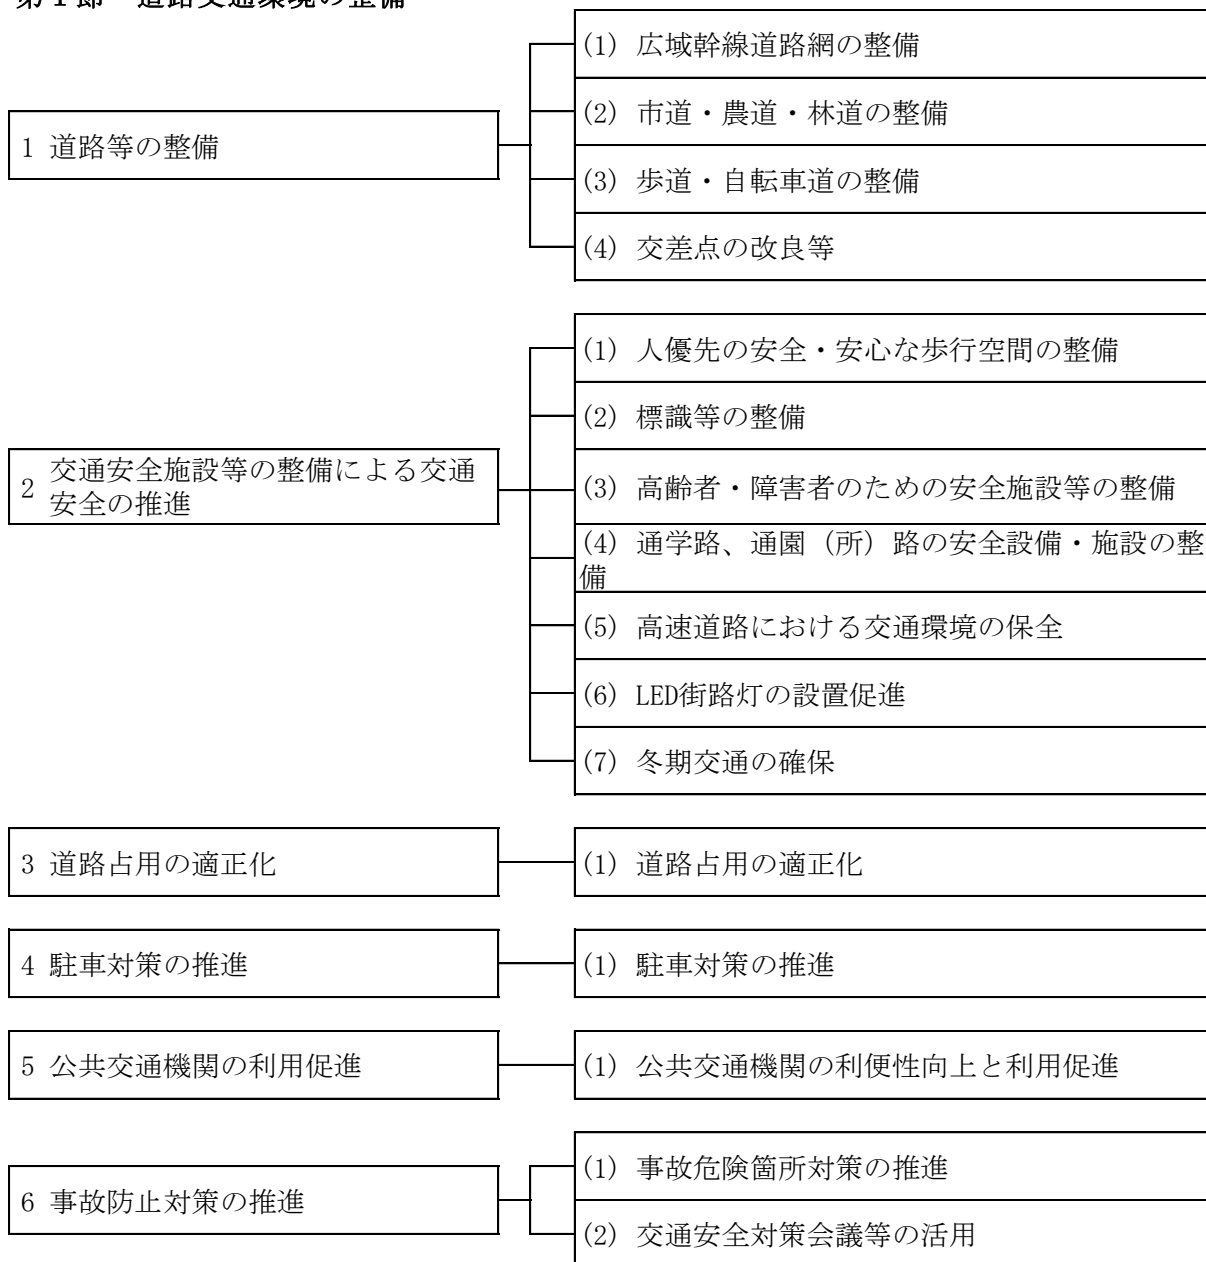 第１節　道路交通環境の整備
1 道路等の整備
(1) 広域幹線道路網の整備
(2) 市道・農道・林道の整備
(3) 歩道・自転車道の整備
(4) 交差点の改良等
2 交通安全施設等の整備による交通
安全の推進
(1) 人優先の安全・安心な歩行空間の整備
(2) 標識等の整備
(3) 高齢者・障害者のための安全施設等の整備
(4) 通学路、通園（所）路の安全設備・施設の整
備
(5) 高速道路における交通環境の保全
(6) LED街路灯の設置促進
(7) 冬期交通の確保
3 道路占用の適正化
(1) 道路占用の適正化
4 駐車対策の推進
(1) 駐車対策の推進
5 公共交通機関の利用促進
(1) 公共交通機関の利便性向上と利用促進
6 事故防止対策の推進
(1) 事故危険箇所対策の推進
(2) 交通安全対策会議等の活用